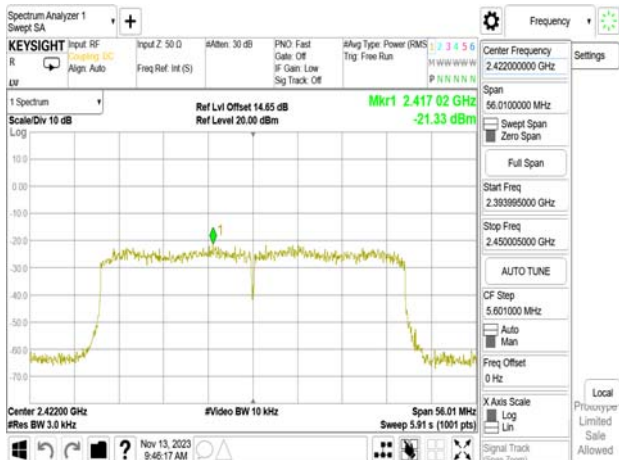 Spectrum Analyzer 1
Swept SA
Frequency
KEYSIGHT
R
LXI
Input: RF
Coupling: DC
Align: Auto
Input Z: 50 Ω
Freq Ref: Int (S)
#Atten: 30 dB
PNO: Fast
Gate: Off
IF Gain: Low
Sig Track: Off
#Avg Type: Power (RMS
Trig: Free Run
1 2 3 4 5 6
M W W W W W
P N N N N N
1 Spectrum
Scale/Div 10 dB
Log
Ref Lvl Offset 14.65 dB
Ref Level 20.00 dBm
Mkr1 2.417 02 GHz
-21.33 dBm
10.0
0.00
-10.0
-20.0
-30.0
-40.0
-50.0
-60.0
-70.0
1
Center 2.42200 GHz
#Res BW 3.0 kHz
#Video BW 10 kHz
Span 56.01 MHz
Sweep 5.91 s (1001 pts)
Center Frequency
2.422000000 GHz
Span
56.0100000 MHz
Swept Span
Zero Span
Full Span
Start Freq
2.393995000 GHz
Stop Freq
2.450005000 GHz
AUTO TUNE
CF Step
5.601000 MHz
Auto
Man
Freq Offset
0 Hz
X Axis Scale
Log
Lin
Signal Track
(Span Zoom)
Settings
Local
Prototype
Limited
Sale
Allowed
?
Nov 13, 2023
9:46:17 AM